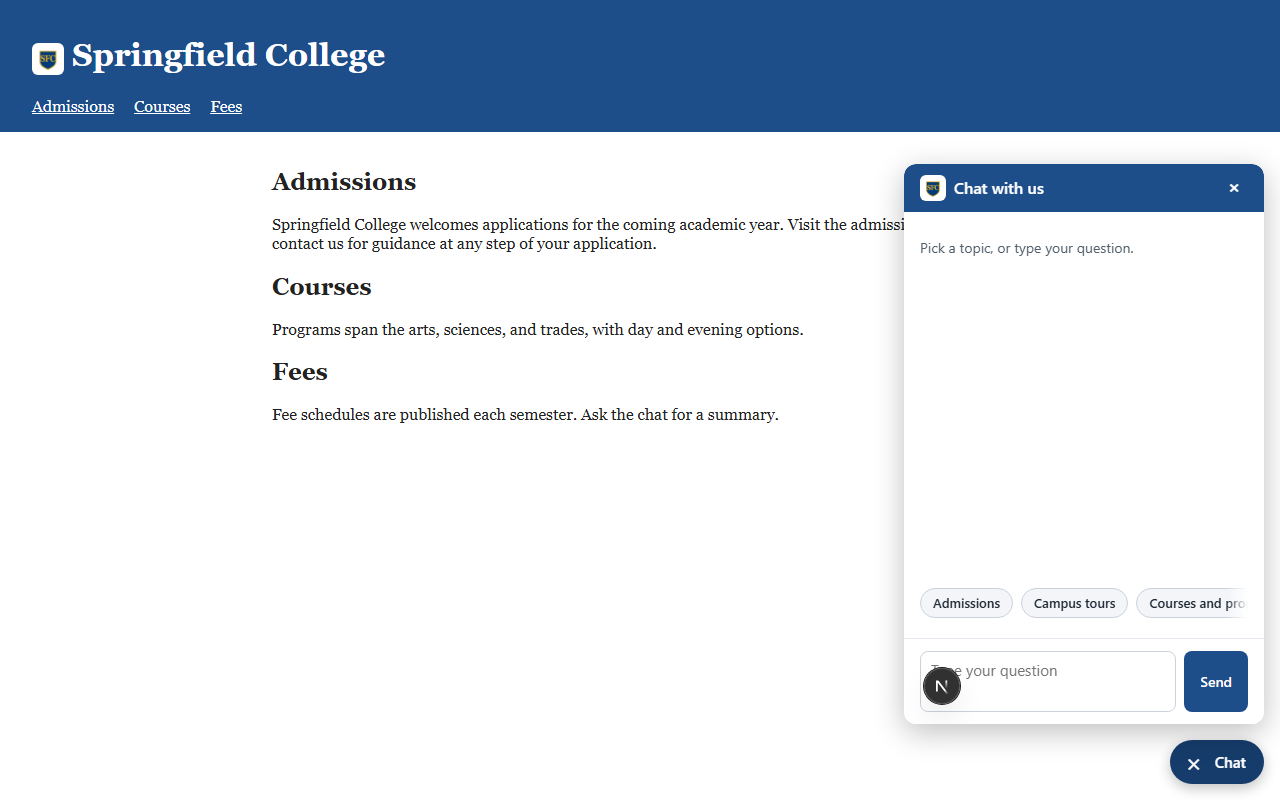 SFC Springfield College
Admissions Courses Fees
Admissions
Springfield College welcomes applications for the coming academic year. Visit the
contact us for guidance at any step of your application.
Courses
Programs span the arts, sciences, and trades, with day and evening options.
Fees
Fee schedules are published each semester. Ask the chat for a summary.
SFC Chat with us ×
Pick a topic, or type your question.
Admissions Campus tours Courses and
your question
N
Send
× Chat